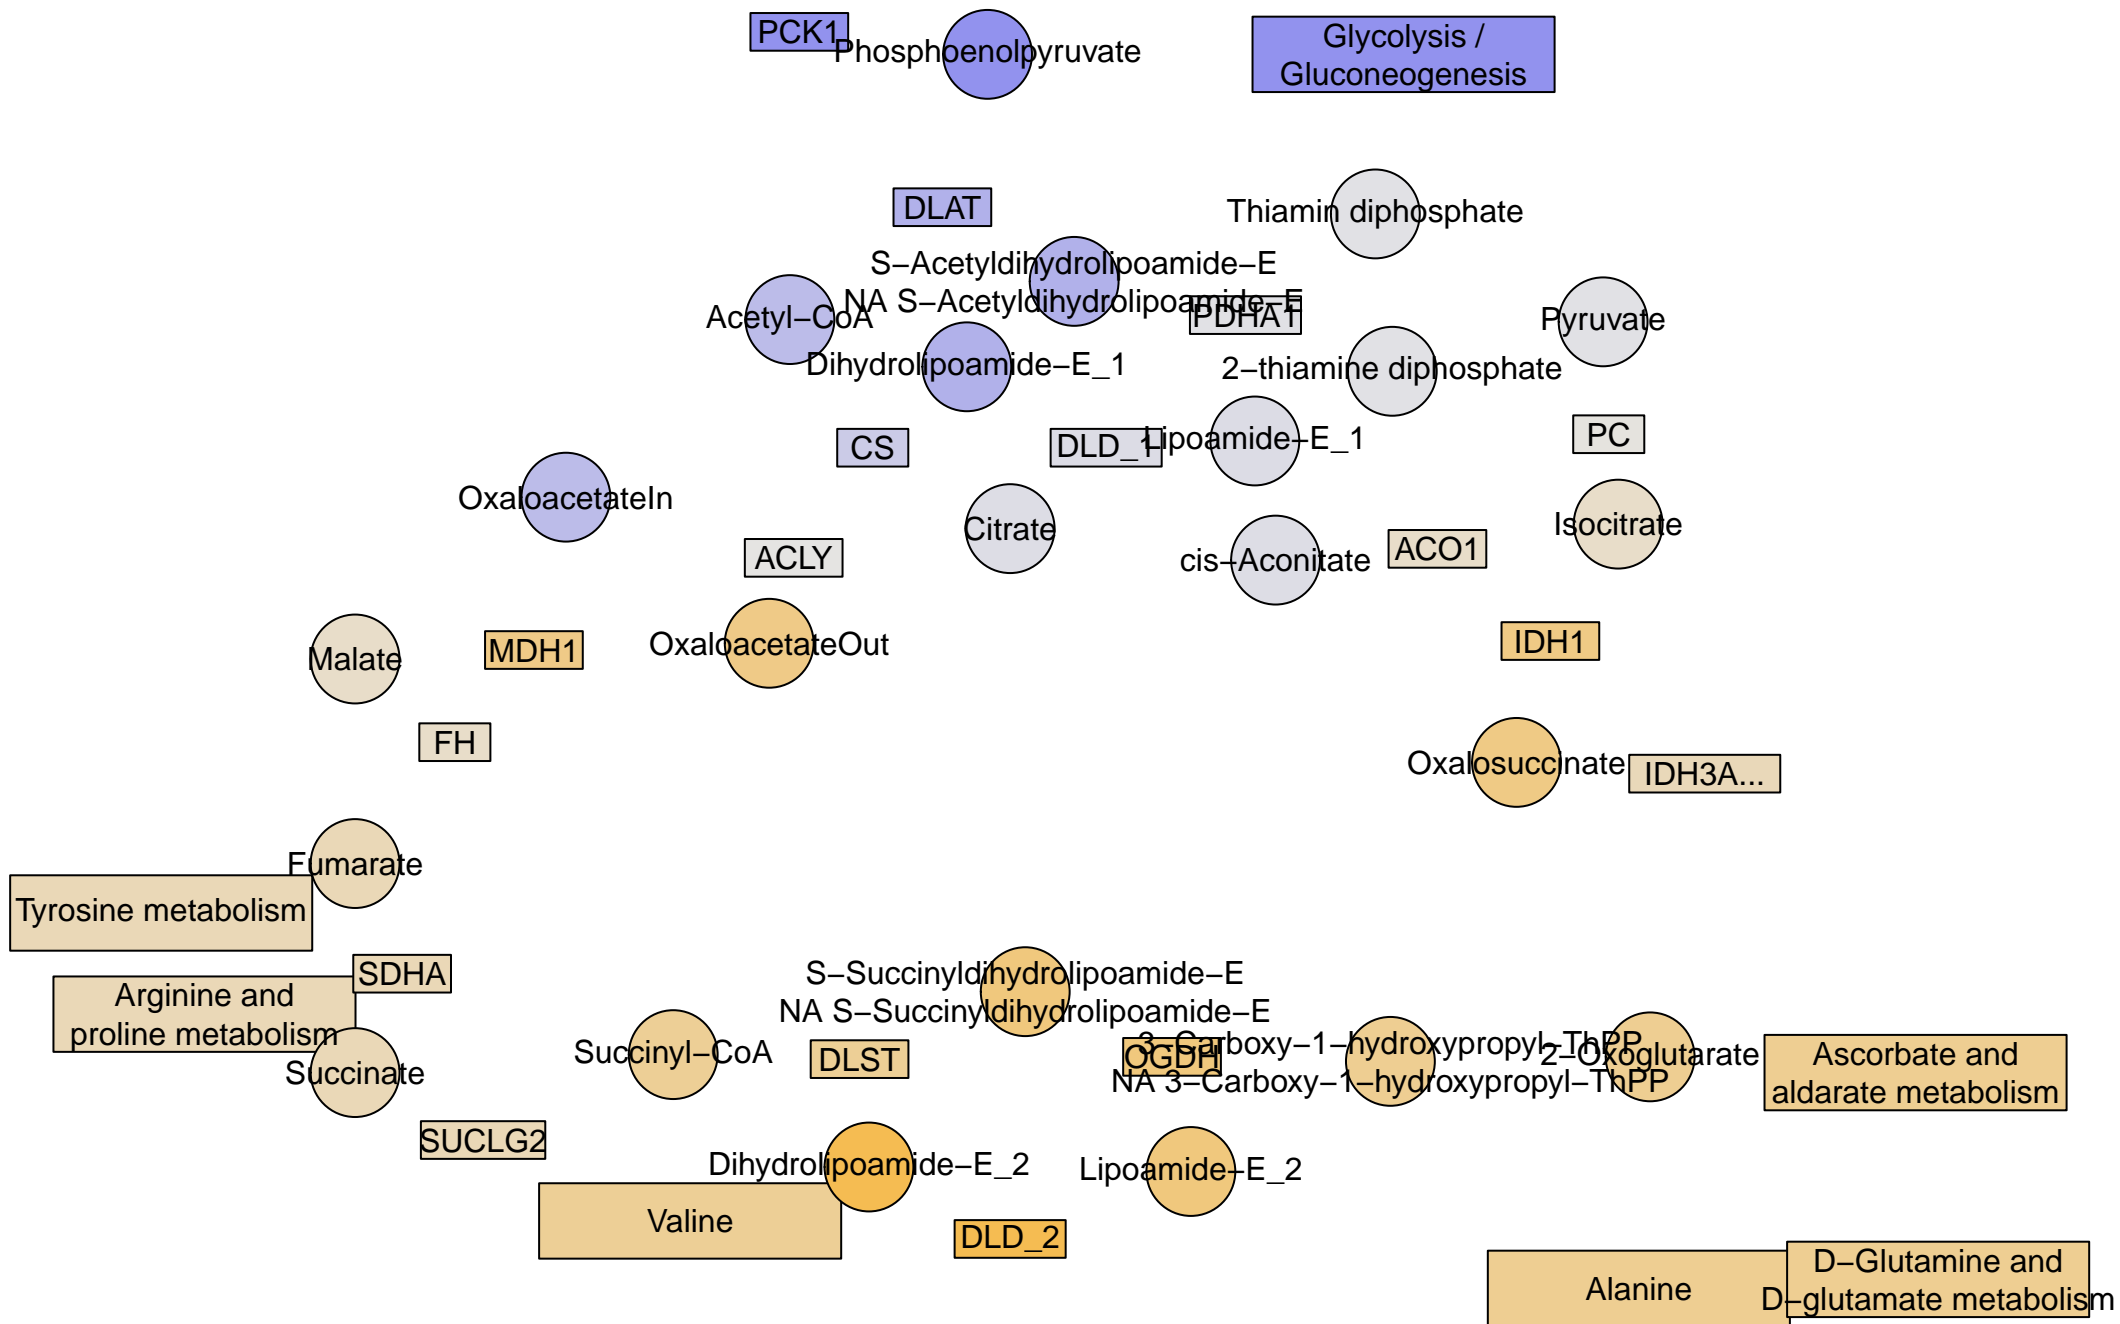 PCK1
Phosphoenolpyruvate
Glycolysis /
Gluconeogenesis
DLAT
Thiamin diphosphate
S−Acetyldihydrolipoamide−E
NA S−Acetyldihydrolipoamide−E
Acetyl−CoA
PDHA1
Pyruvate
Dihydrolipoamide−E_1
2−thiamine diphosphate
CS
DLD_1
Lipoamide−E_1
PC
OxaloacetateIn
Citrate
Isocitrate
ACLY
cis−Aconitate
ACO1
Malate
MDH1
OxaloacetateOut
IDH1
FH
Oxalosuccinate
IDH3A...
Fumarate
Tyrosine metabolism
SDHA
Arginine and
proline metabolism
Succinate
S−Succinyldihydrolipoamide−E
NA S−Succinyldihydrolipoamide−E
Succinyl−CoA
DLST
OGDH
3−Carboxy−1−hydroxypropyl−ThPP
NA 3−Carboxy−1−hydroxypropyl−ThPP
2−Oxoglutarate
Ascorbate and
aldarate metabolism
SUCLG2
Dihydrolipoamide−E_2
Lipoamide−E_2
Valine
DLD_2
Alanine
D−Glutamine and
D−glutamate metabolism